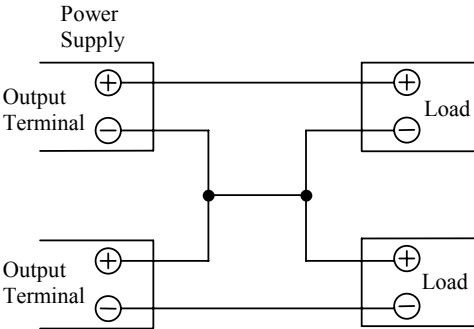 Power
Supply
Output
Terminal
+
−
+
−
Load
Output
Terminal
+
−
+
−
Load